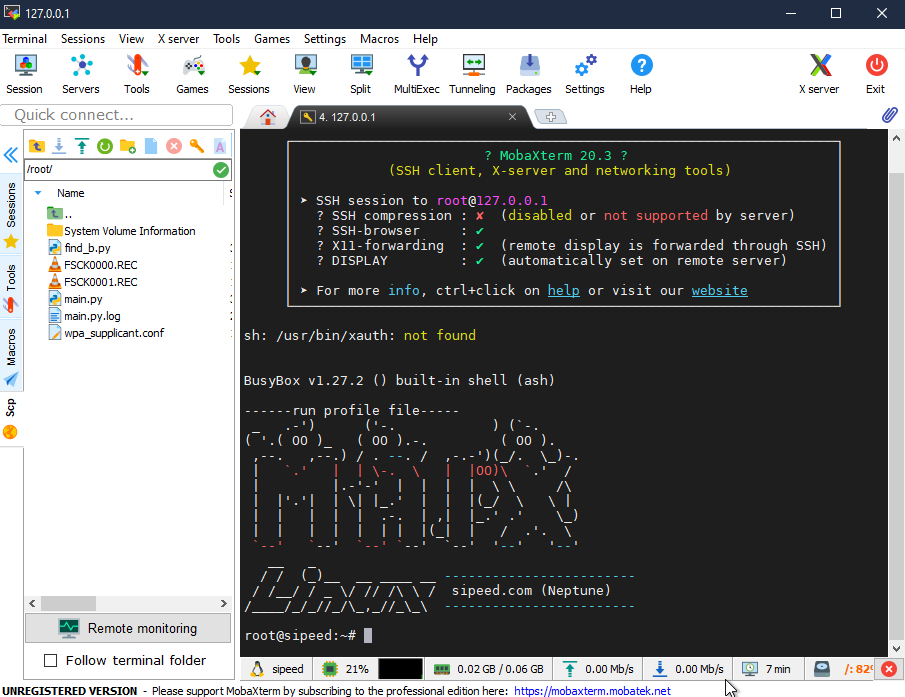 127.0.0.1
Terminal Sessions View X server Tools Games Settings Macros Help
Session Servers Tools Games Sessions View Split MultiExec Tunneling Packages Settings Help X server Exit
Quick connect...
4. 127.0.0.1
/root/
Name
..
System Volume Information
find_b.py
FSCK0000.REC
FSCK0001.REC
main.py
main.py.log
wpa_supplicant.conf
Sessions
Tools
Macros
Scp
Remote monitoring
Follow terminal folder
? MobaXterm 20.3 ?
(SSH client, X-server and networking tools)
➤ SSH session to root@127.0.0.1
? SSH compression : ✘ (disabled or not supported by server)
? SSH-browser : ✔
? X11-forwarding : ✔ (remote display is forwarded through SSH)
? DISPLAY : ✔ (automatically set on remote server)
➤ For more info, ctrl+click on help or visit our website
sh: /usr/bin/xauth: not found
BusyBox v1.27.2 () built-in shell (ash)
------run profile file-----
MELTX
Linux
sipeed.com (Neptune)
root@sipeed:~#
sipeed 21% 0.02 GB / 0.06 GB 0.00 Mb/s 0.00 Mb/s 7 min /: 82%
UNREGISTERED VERSION - Please support MobaXterm by subscribing to the professional edition here: https://mobaxterm.mobatek.net